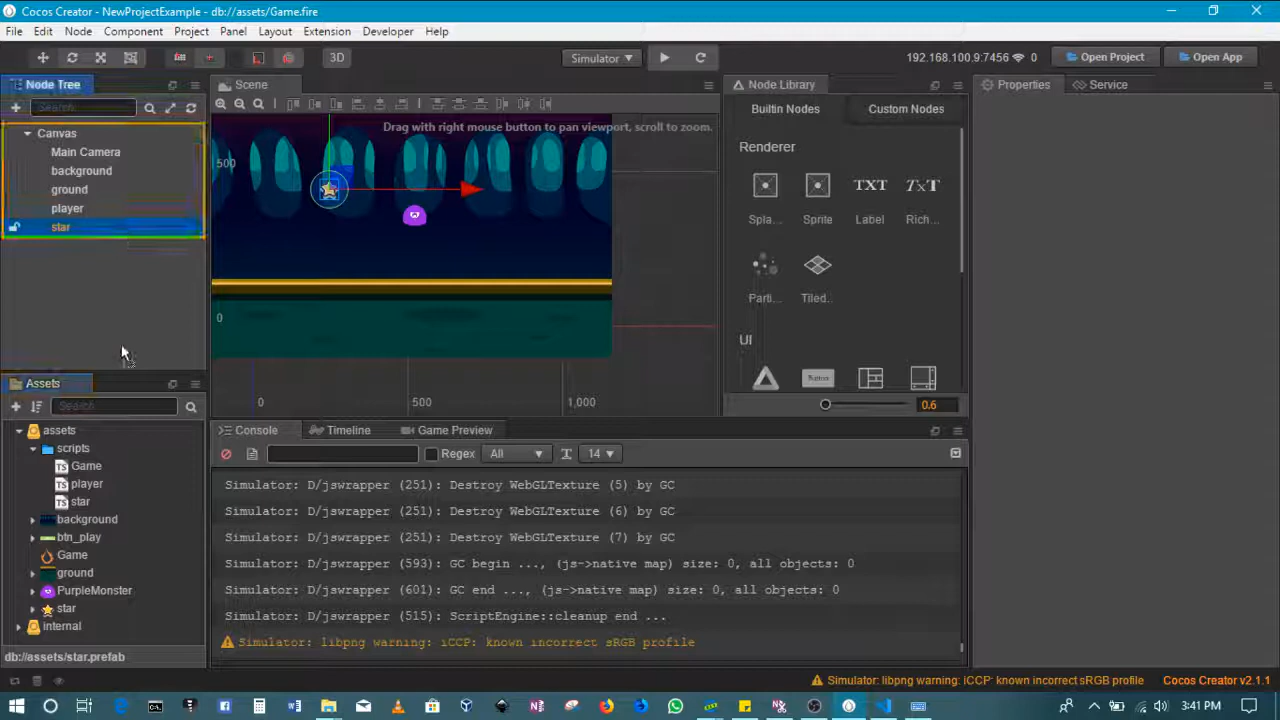 Cocos Creator - NewProjectExample - db://assets/Game.fire
File Edit Node Component Project Panel Layout Extension Developer Help
3D Simulator 192.168.100.9:7456 0 Open Project Open App
Node Tree
Search...
Canvas
Main Camera
background
ground
player
star
Scene
Drag with right mouse button to pan viewport, scroll to zoom.
500
0
0 500 1,000
Node Library
Builtin Nodes Custom Nodes
Renderer
TXT TXT
Spla... Sprite Label Rich...
Parti... Tiled...
UI
Button
0.6
Properties Service
Assets
Search...
assets
scripts
TS Game
TS player
TS star
background
btn_play
Game
ground
PurpleMonster
star
internal
db://assets/star.prefab
Console Timeline Game Preview
Regex All 14
Simulator: D/jswrapper (251): Destroy WebGLTexture (5) by GC
Simulator: D/jswrapper (251): Destroy WebGLTexture (6) by GC
Simulator: D/jswrapper (251): Destroy WebGLTexture (7) by GC
Simulator: D/jswrapper (593): GC begin ..., (js->native map) size: 0, all objects: 0
Simulator: D/jswrapper (601): GC end ..., (js->native map) size: 0, all objects: 0
Simulator: D/jswrapper (515): ScriptEngine::cleanup end ...
Simulator: libpng warning: iCCP: known incorrect sRGB profile
Simulator: libpng warning: iCCP: known incorrect sRGB profile Cocos Creator v2.1.1
3:41 PM